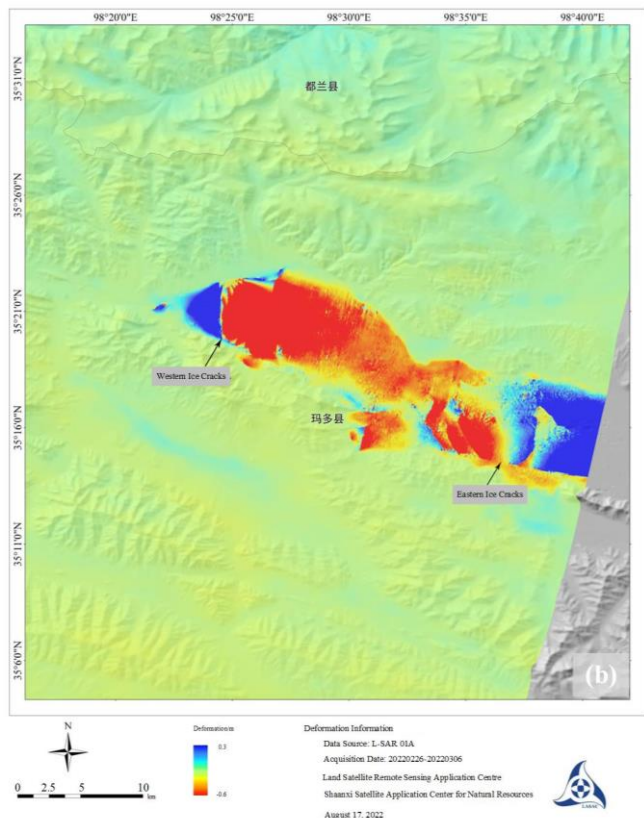 98°20'0"E 98°25'0"E 98°30'0"E 98°35'0"E 98°40'0"E
35°31'0"N
35°26'0"N
35°21'0"N
35°16'0"N
35°11'0"N
35°6'0"N
都兰县
Western Ice Cracks
玛多县
Eastern Ice Cracks
(b)
N
0 2.5 5 10
km
Deformation/m
-0.6
Deformation Information
Data Source: L-SAR 01A
Acquisition Date: 20220226-20220306
Land Satellite Remote Sensing Application Centre
Shaanxi Satellite Application Center for Natural Resources
August 17, 2022